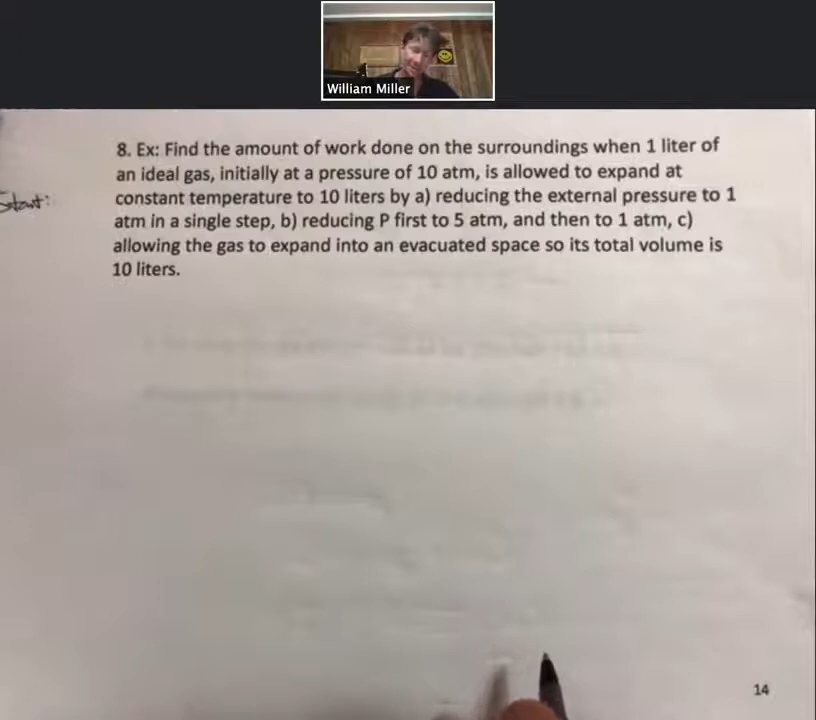 William Miller
8. Ex: Find the amount of work done on the surroundings when 1 liter of
an ideal gas, initially at a pressure of 10 atm, is allowed to expand at
constant temperature to 10 liters by a) reducing the external pressure to 1
atm in a single step, b) reducing P first to 5 atm, and then to 1 atm, c)
allowing the gas to expand into an evacuated space so its total volume is
10 liters.
14